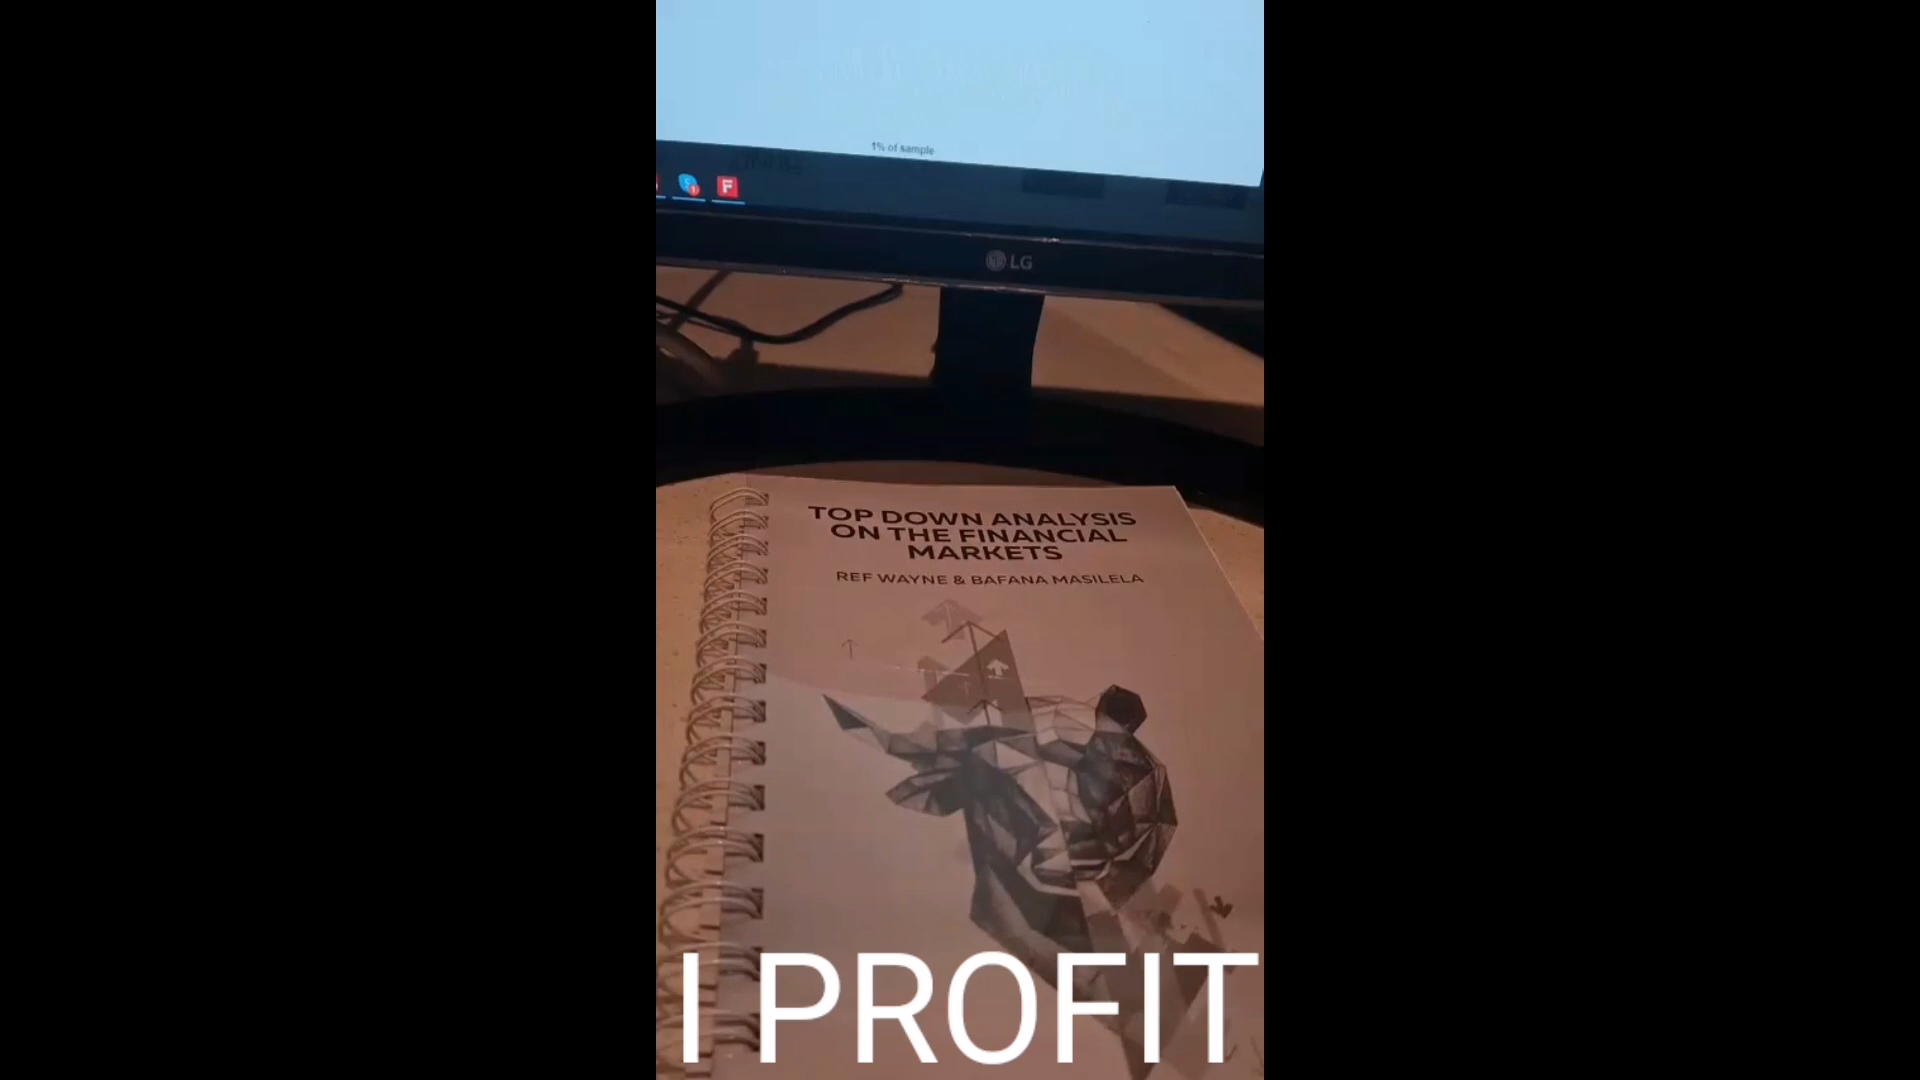 1% of sample
F
LG
TOP DOWN ANALYSIS
ON THE FINANCIAL
MARKETS
REF WAYNE & BAFANA MASILELA
I PROFIT